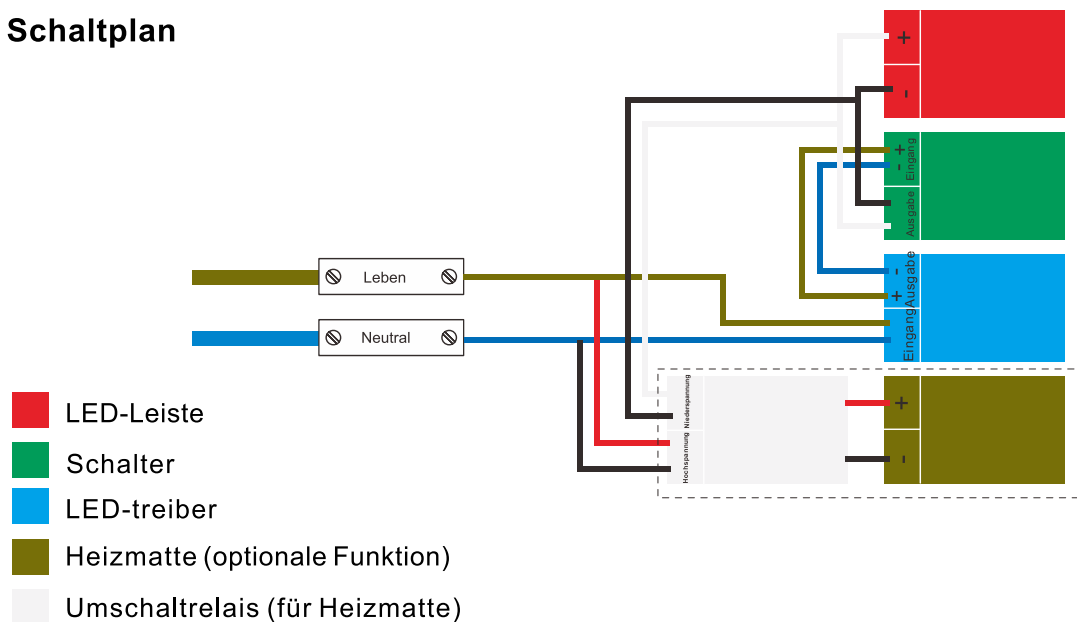 Schaltplan
+
-
+
-
Eingang
Ausgabe
-
+
Ausgabe
Eingang
Leben
Neutral
Niederspannung
Hochspannung
+
-
LED-Leiste
Schalter
LED-treiber
Heizmatte (optionale Funktion)
Umschaltrelais (für Heizmatte)